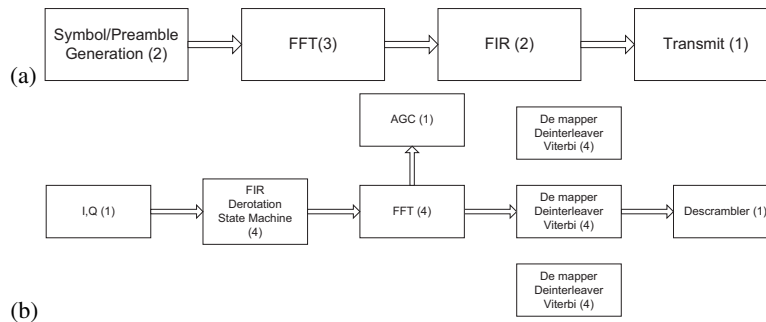 Symbol/Preamble
Generation (2)
FFT(3)
FIR (2)
Transmit (1)
(a)
AGC (1)
De mapper
Deinterleaver
Viterbi (4)
I,Q (1)
FIR
Derotation
State Machine
(4)
FFT (4)
De mapper
Deinterleaver
Viterbi (4)
Descrambler (1)
De mapper
Deinterleaver
Viterbi (4)
(b)